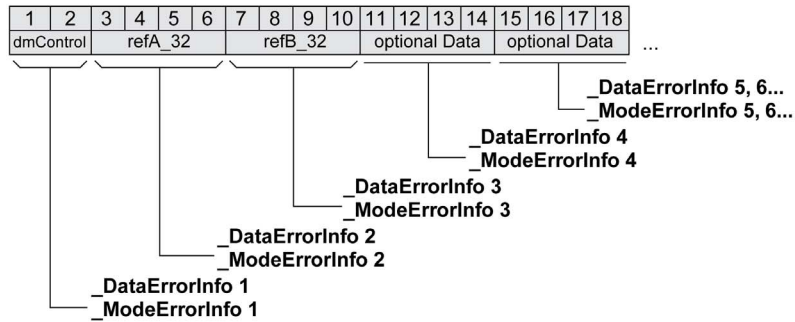 1 2 3 4 5 6 7 8 9 10 11 12 13 14 15 16 17 18
dmControl refA_32 refB_32 optional Data optional Data ...
_DataErrorInfo 5, 6...
_ModeErrorInfo 5, 6...
_DataErrorInfo 4
_ModeErrorInfo 4
_DataErrorInfo 3
_ModeErrorInfo 3
_DataErrorInfo 2
_ModeErrorInfo 2
_DataErrorInfo 1
_ModeErrorInfo 1